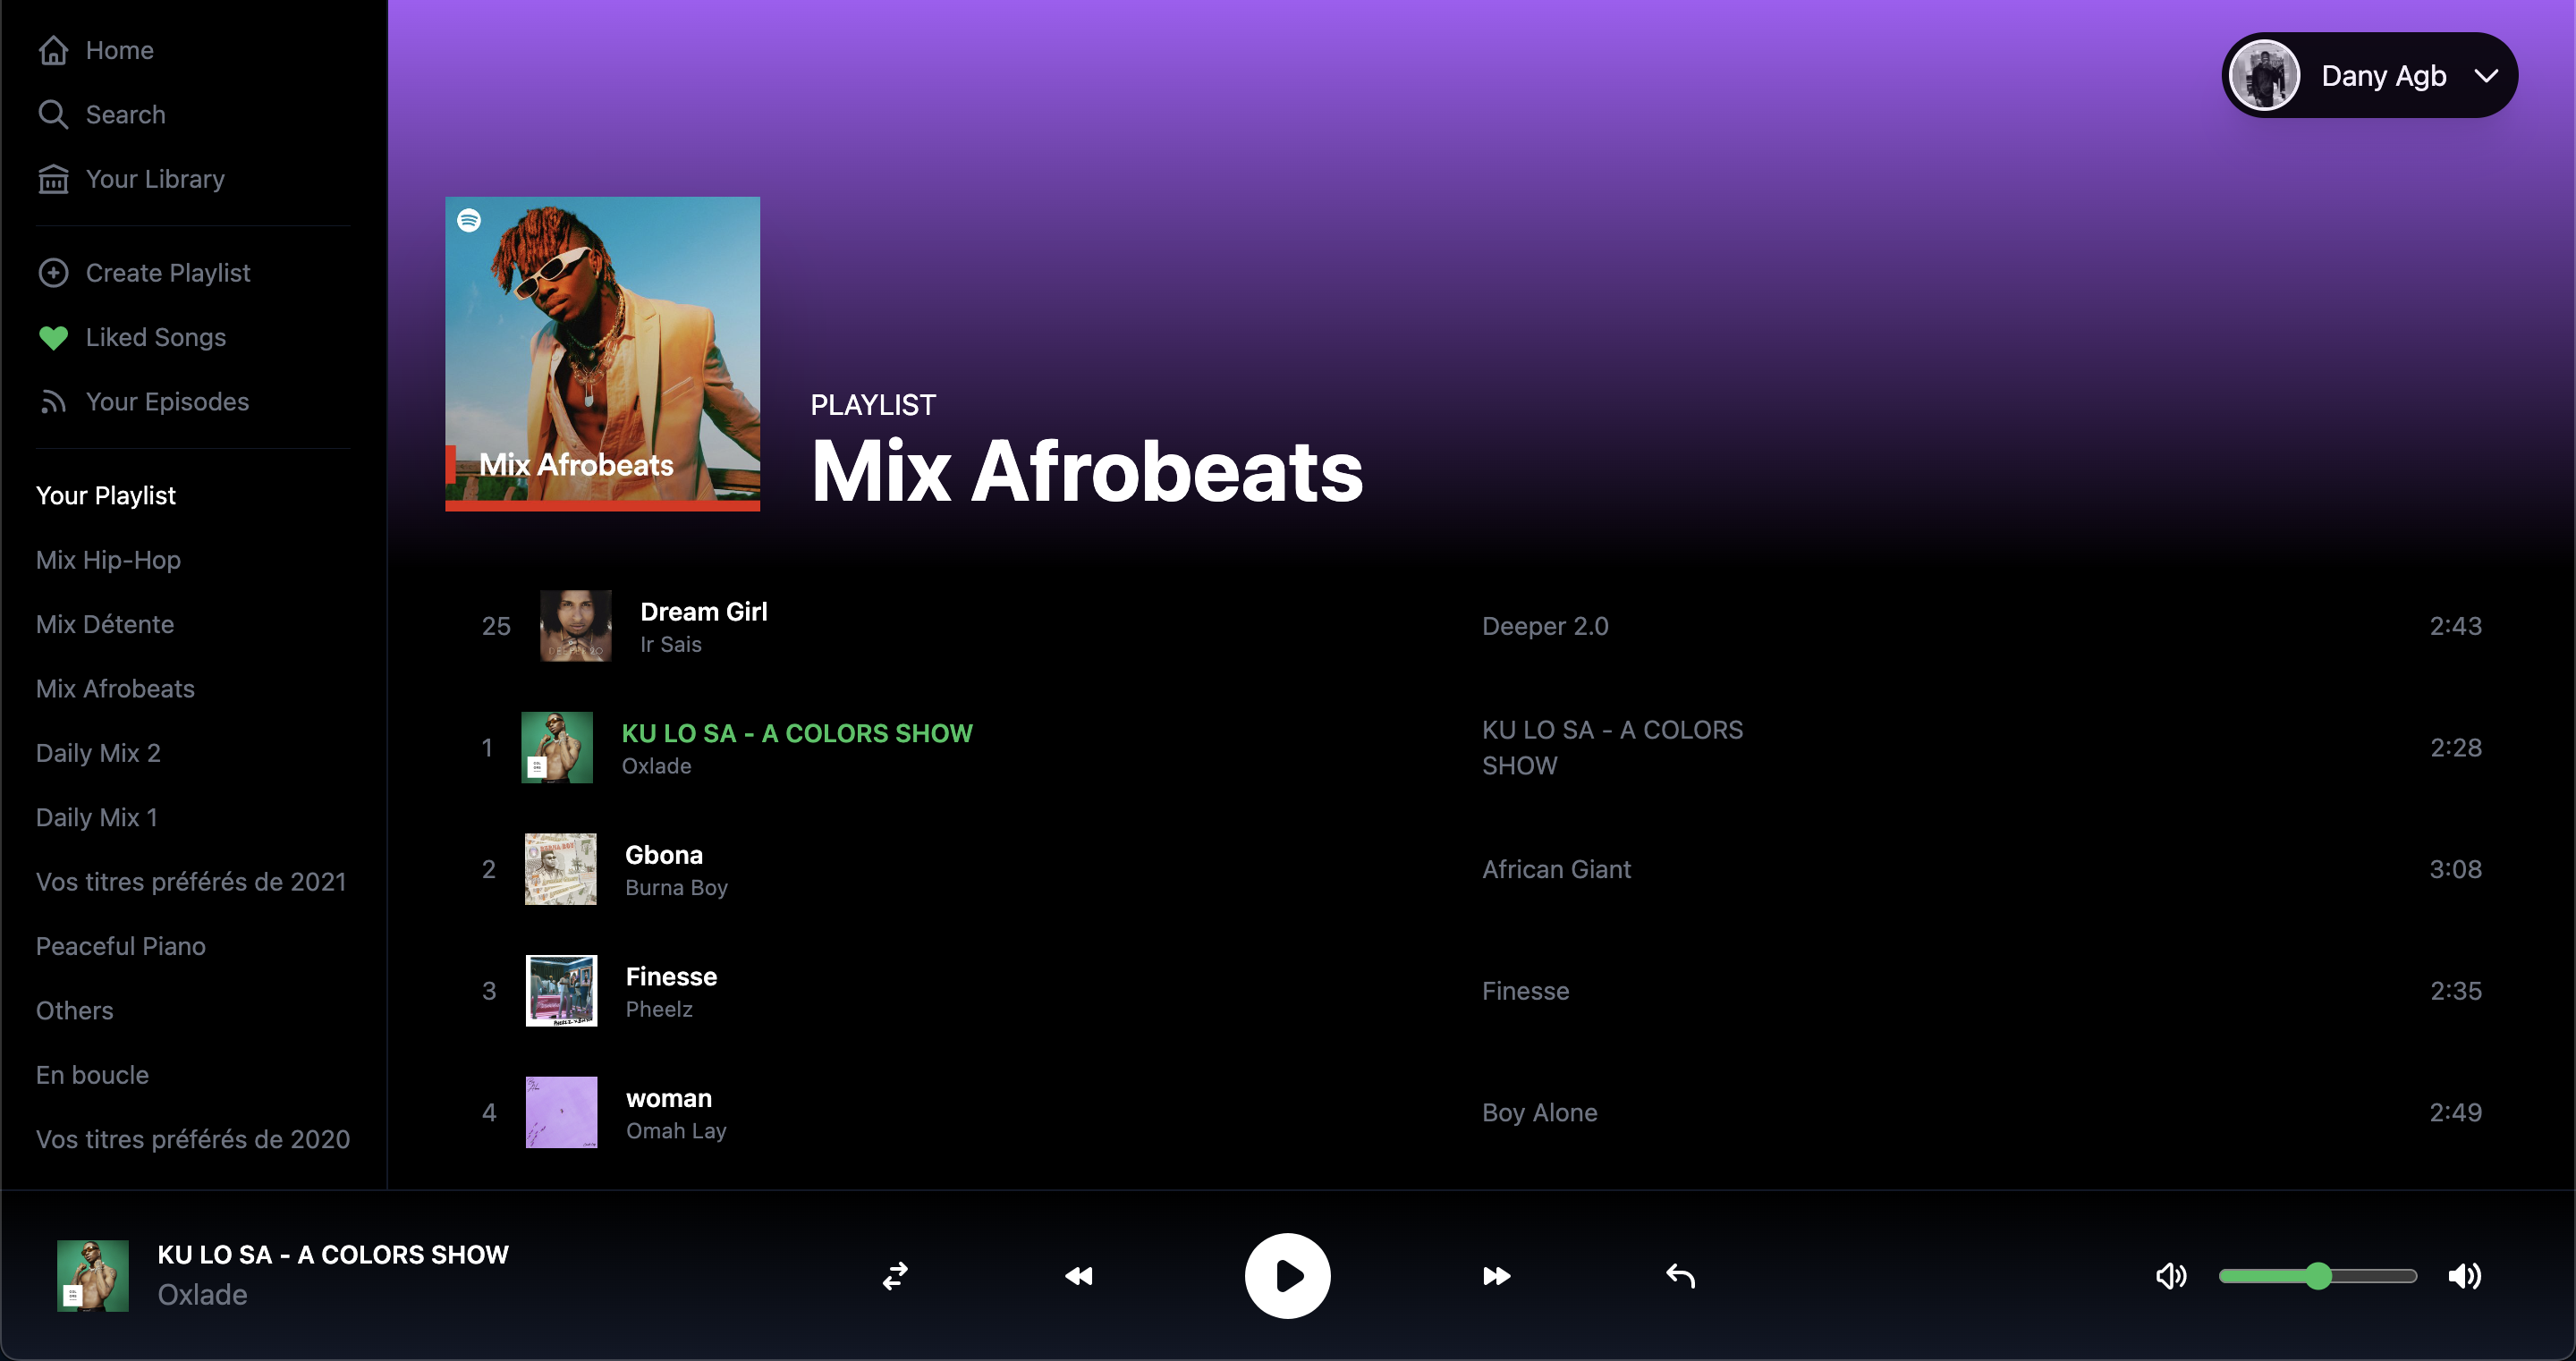 Home
Search
Your Library
Create Playlist
Liked Songs
Your Episodes
Your Playlist
Mix Hip-Hop
Mix Détente
Mix Afrobeats
Daily Mix 2
Daily Mix 1
Vos titres préférés de 2021
Peaceful Piano
Others
En boucle
Vos titres préférés de 2020
Dany Agb
Mix Afrobeats
PLAYLIST
Mix Afrobeats
25 Dream Girl Deeper 2.0 2:43
Ir Sais
DEEPER 2.0
1 KU LO SA - A COLORS SHOW KU LO SA - A COLORS SHOW 2:28
Oxlade
2 Gbona African Giant 3:08
Burna Boy
BURNA BOY
3 Finesse Finesse 2:35
Pheelz
4 woman Boy Alone 2:49
Omah Lay
KU LO SA - A COLORS SHOW
Oxlade